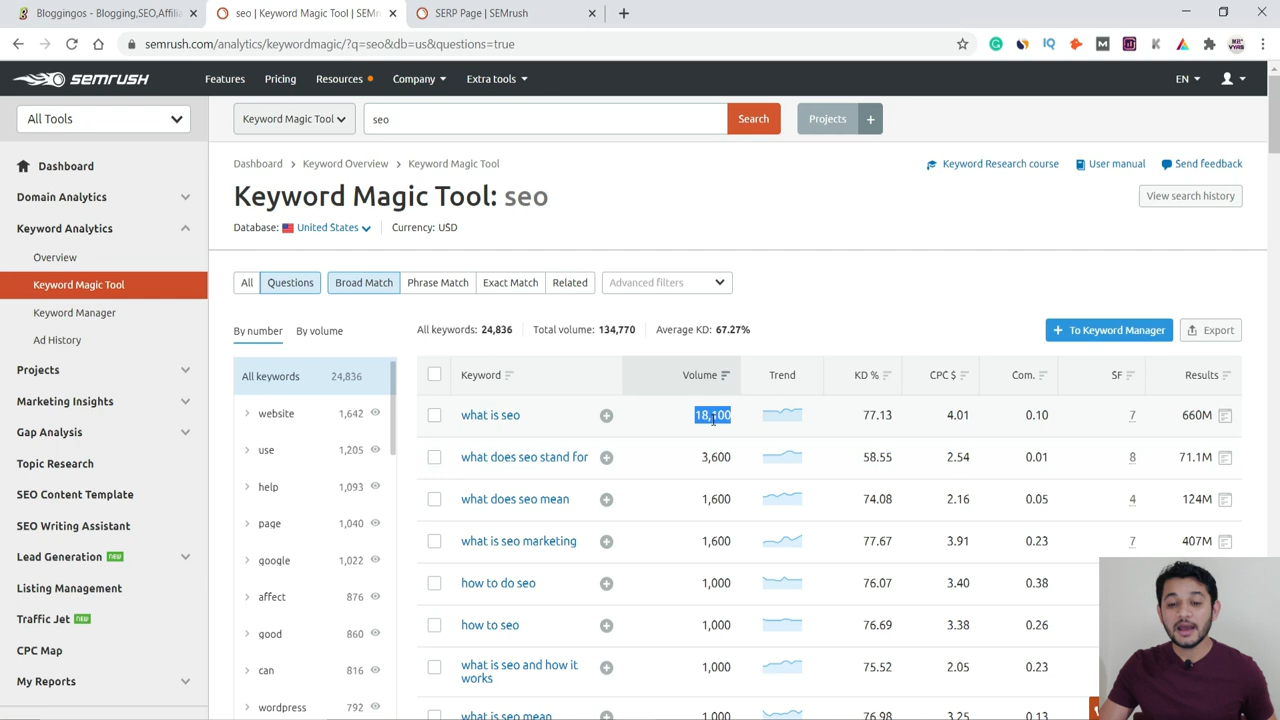 Bloggingos - Blogging,SEO,Affilia
seo | Keyword Magic Tool | SEMr
SERP Page | SEMrush
semrush.com/analytics/keywordmagic/?q=seo&db=us&questions=true
SEMRUSH
Features
Pricing
Resources
Company
Extra tools
EN
All Tools
Keyword Magic Tool
seo
Search
Projects
+
Dashboard
Domain Analytics
Keyword Analytics
Overview
Keyword Magic Tool
Keyword Manager
Ad History
Projects
Marketing Insights
Gap Analysis
Topic Research
SEO Content Template
SEO Writing Assistant
Lead Generation new
Listing Management
Traffic Jet new
CPC Map
My Reports
Dashboard > Keyword Overview > Keyword Magic Tool
Keyword Research course
User manual
Send feedback
Keyword Magic Tool: seo
View search history
Database: United States
Currency: USD
All
Questions
Broad Match
Phrase Match
Exact Match
Related
Advanced filters
By number
By volume
All keywords: 24,836
Total volume: 134,770
Average KD: 67.27%
+ To Keyword Manager
Export
All keywords 24,836
website 1,642
use 1,205
help 1,093
page 1,040
google 1,022
affect 876
good 860
can 816
wordpress 792
Keyword Volume Trend KD % CPC $ Com. SF Results
what is seo 18,100 77.13 4.01 0.10 7 660M
what does seo stand for 3,600 58.55 2.54 0.01 8 71.1M
what does seo mean 1,600 74.08 2.16 0.05 4 124M
what is seo marketing 1,600 77.67 3.91 0.23 7 407M
how to do seo 1,000 76.07 3.40 0.38
how to seo 1,000 76.69 3.38 0.26
what is seo and how it
works 1,000 75.52 2.05 0.23
what is seo mean 1,000 76.98 3.25 0.13